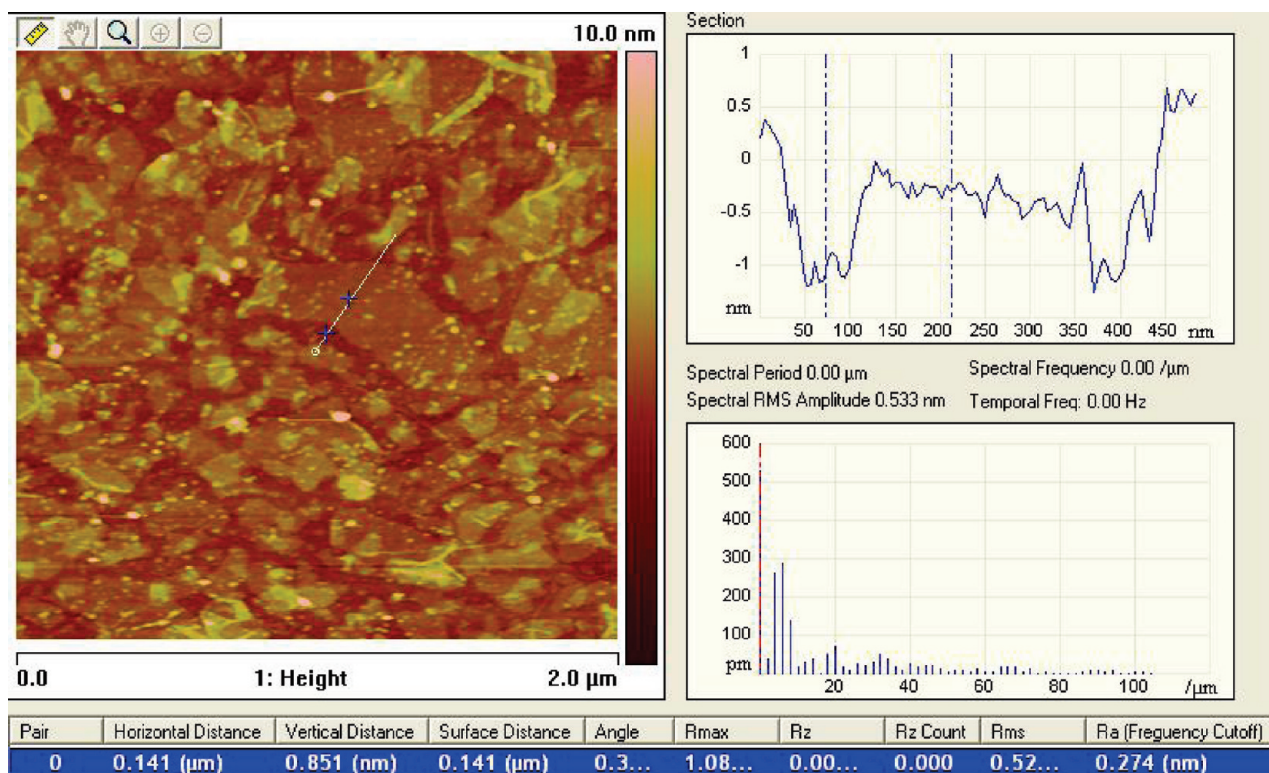 10.0 nm
0.0 1: Height 2.0 µm
Section
1
0.5
0
-0.5
-1
nm
50 100 150 200 250 300 350 400 450 nm
Spectral Period 0.00 µm Spectral Frequency 0.00 /µm
Spectral RMS Amplitude 0.533 nm Temporal Freq: 0.00 Hz
600
500
400
300
200
100
pm
20 40 60 80 100 /µm
Pair Horizontal Distance Vertical Distance Surface Distance Angle Rmax Rz Rz Count Rms Ra (Freguency Cutoff)
0 0.141 (µm) 0.851 (nm) 0.141 (µm) 0.3... 1.08... 0.00... 0.000 0.52... 0.274 (nm)